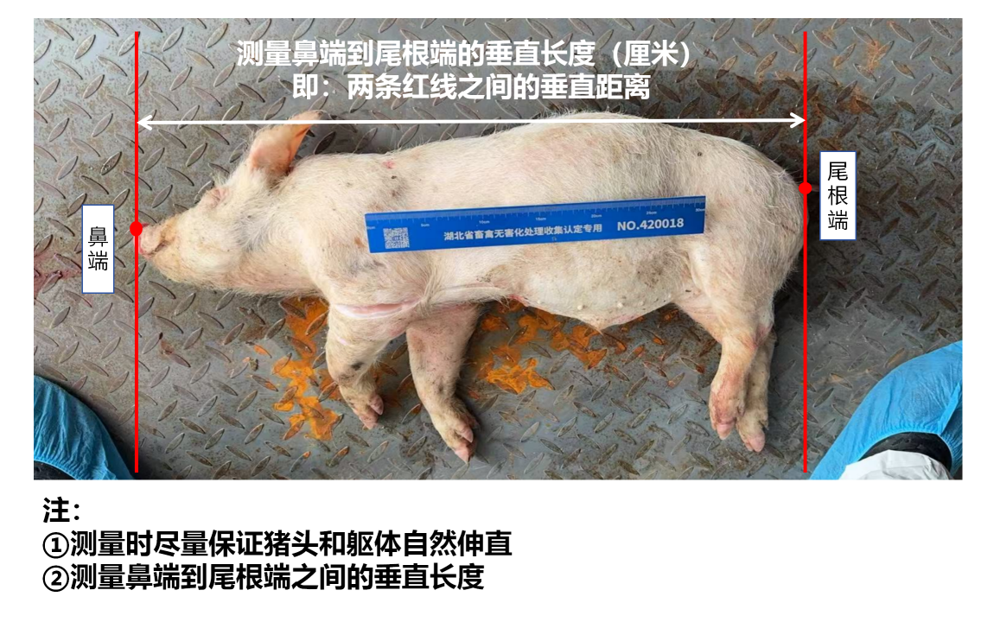 测量鼻端到尾根端的垂直长度（厘米）
即：两条红线之间的垂直距离
尾根端
鼻端
湖北省畜禽无害化处理收集认定专用 NO.420018
注：
①测量时尽量保证猪头和躯体自然伸直
②测量鼻端到尾根端之间的垂直长度